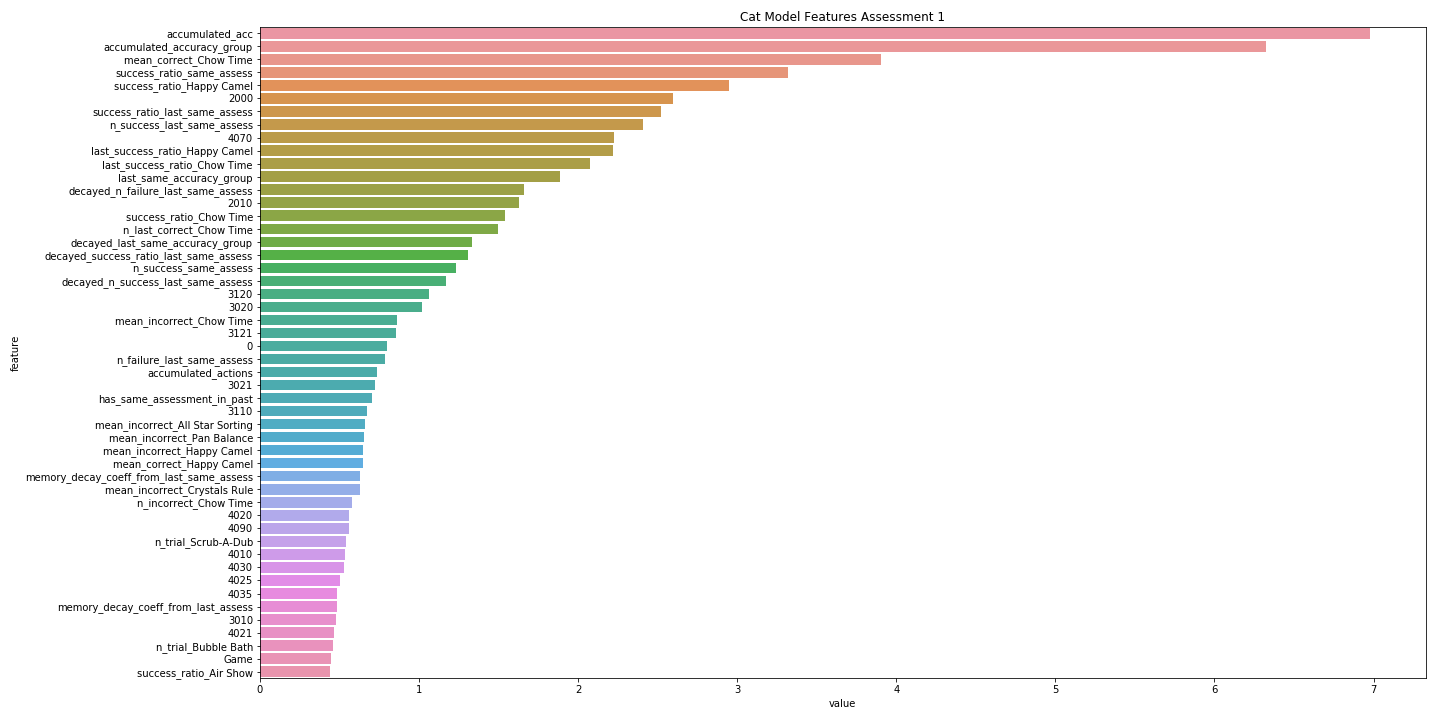 Cat Model Features Assessment 1
feature
accumulated_acc
accumulated_accuracy_group
mean_correct_Chow Time
success_ratio_same_assess
success_ratio_Happy Camel
2000
success_ratio_last_same_assess
n_success_last_same_assess
4070
last_success_ratio_Happy Camel
last_success_ratio_Chow Time
last_same_accuracy_group
decayed_n_failure_last_same_assess
2010
success_ratio_Chow Time
n_last_correct_Chow Time
decayed_last_same_accuracy_group
decayed_success_ratio_last_same_assess
n_success_same_assess
decayed_n_success_last_same_assess
3120
3020
mean_incorrect_Chow Time
3121
0
n_failure_last_same_assess
accumulated_actions
3021
has_same_assessment_in_past
3110
mean_incorrect_All Star Sorting
mean_incorrect_Pan Balance
mean_incorrect_Happy Camel
mean_correct_Happy Camel
memory_decay_coeff_from_last_same_assess
mean_incorrect_Crystals Rule
n_incorrect_Chow Time
4020
4090
n_trial_Scrub-A-Dub
4010
4030
4025
4035
memory_decay_coeff_from_last_assess
3010
4021
n_trial_Bubble Bath
Game
success_ratio_Air Show
0 1 2 3 4 5 6 7
value